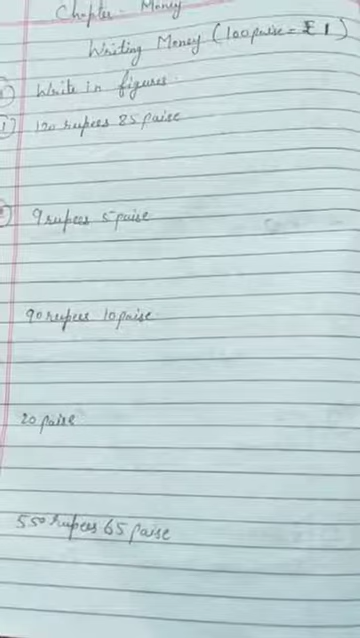 Chapter - Money
Writing Money (100 paise = ₹ 1)
Write in figures.
1) 120 rupees 25 paise
9 rupees 5 paise
90 rupees 10 paise
20 paise
550 rupees 65 paise